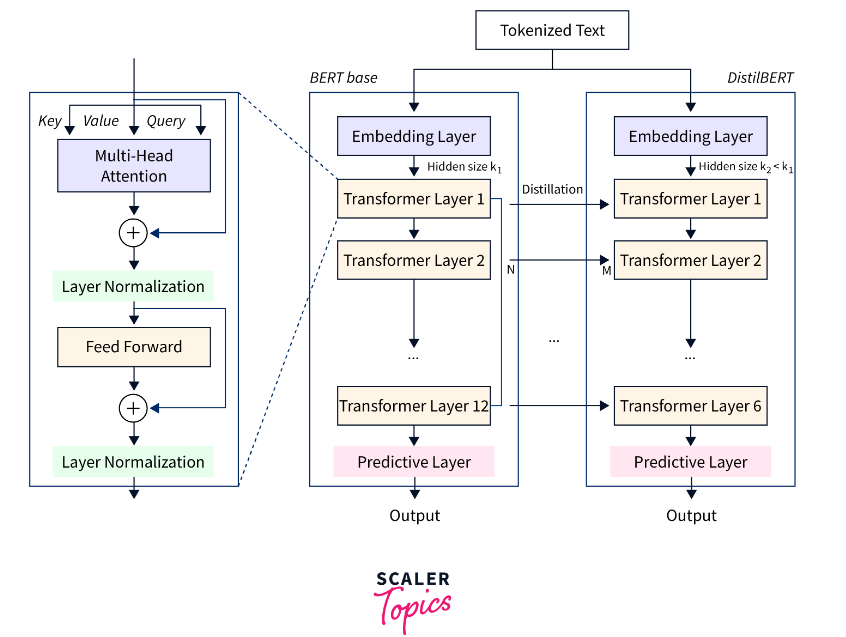 Tokenized Text
BERT base
DistilBERT
Key Value Query
Multi-Head
Attention
Layer Normalization
Feed Forward
Layer Normalization
Embedding Layer
Hidden size k₁
Transformer Layer 1
Transformer Layer 2
N
...
Transformer Layer 12
Predictive Layer
Output
Distillation
...
Embedding Layer
Hidden size k₂ < k₁
Transformer Layer 1
M
Transformer Layer 2
...
Transformer Layer 6
Predictive Layer
Output
SCALER
Topics